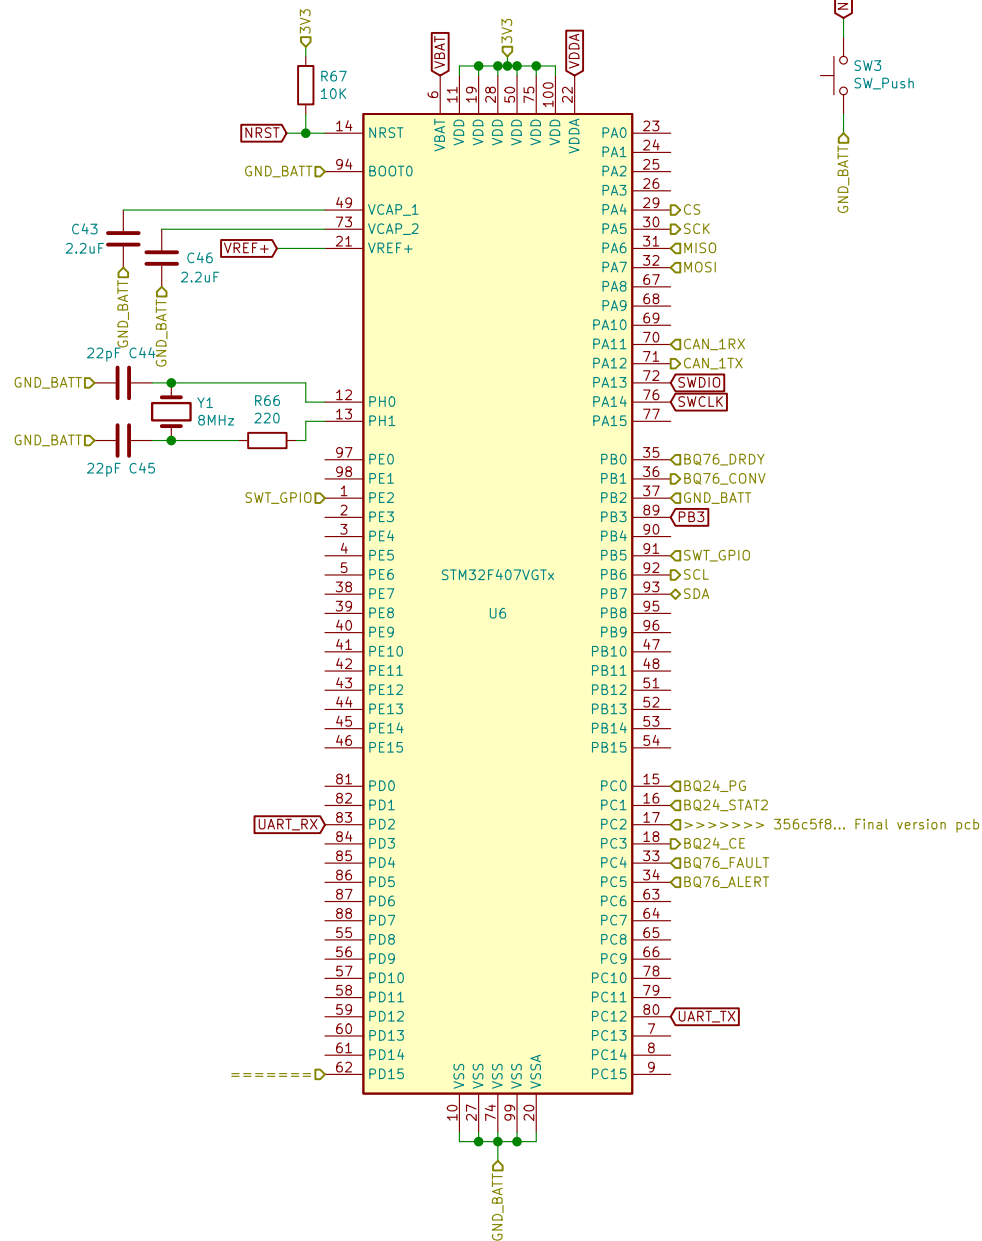 3V3
R67
10K
VBAT
3V3
VDDA
N
SW3
SW_Push
GND_BATT
6
11
19
28
50
75
100
22
VBAT
VDD
VDD
VDD
VDD
VDD
VDD
VDDA
NRST 14 NRST
GND_BATT 94 BOOT0
49 VCAP_1
73 VCAP_2
VREF+ 21 VREF+
C43
2.2uF
C46
2.2uF
GND_BATT
GND_BATT
22pF C44
GND_BATT
Y1
8MHz
R66
220
GND_BATT
22pF C45
12 PH0
13 PH1
97 PE0
98 PE1
SWT_GPIO 1 PE2
2 PE3
3 PE4
4 PE5
5 PE6
38 PE7
39 PE8
40 PE9
41 PE10
42 PE11
43 PE12
44 PE13
45 PE14
46 PE15
81 PD0
82 PD1
UART_RX 83 PD2
84 PD3
85 PD4
86 PD5
87 PD6
88 PD7
55 PD8
56 PD9
57 PD10
58 PD11
59 PD12
60 PD13
61 PD14
======= 62 PD15
STM32F407VGTx
U6
PA0 23
PA1 24
PA2 25
PA3 26
PA4 29 CS
PA5 30 SCK
PA6 31 MISO
PA7 32 MOSI
PA8 67
PA9 68
PA10 69
PA11 70 CAN_1RX
PA12 71 CAN_1TX
PA13 72 SWDIO
PA14 76 SWCLK
PA15 77
PB0 35 BQ76_DRDY
PB1 36 BQ76_CONV
PB2 37 GND_BATT
PB3 89 PB3
PB4 90
PB5 91 SWT_GPIO
PB6 92 SCL
PB7 93 SDA
PB8 95
PB9 96
PB10 47
PB11 48
PB12 51
PB13 52
PB14 53
PB15 54
PC0 15 BQ24_PG
PC1 16 BQ24_STAT2
PC2 17 >>>>>>> 356c5f8... Final version pcb
PC3 18 BQ24_CE
PC4 33 BQ76_FAULT
PC5 34 BQ76_ALERT
PC6 63
PC7 64
PC8 65
PC9 66
PC10 78
PC11 79
PC12 80 UART_TX
PC13 7
PC14 8
PC15 9
VSS
VSS
VSS
VSS
VSSA
10
27
74
99
20
GND_BATT